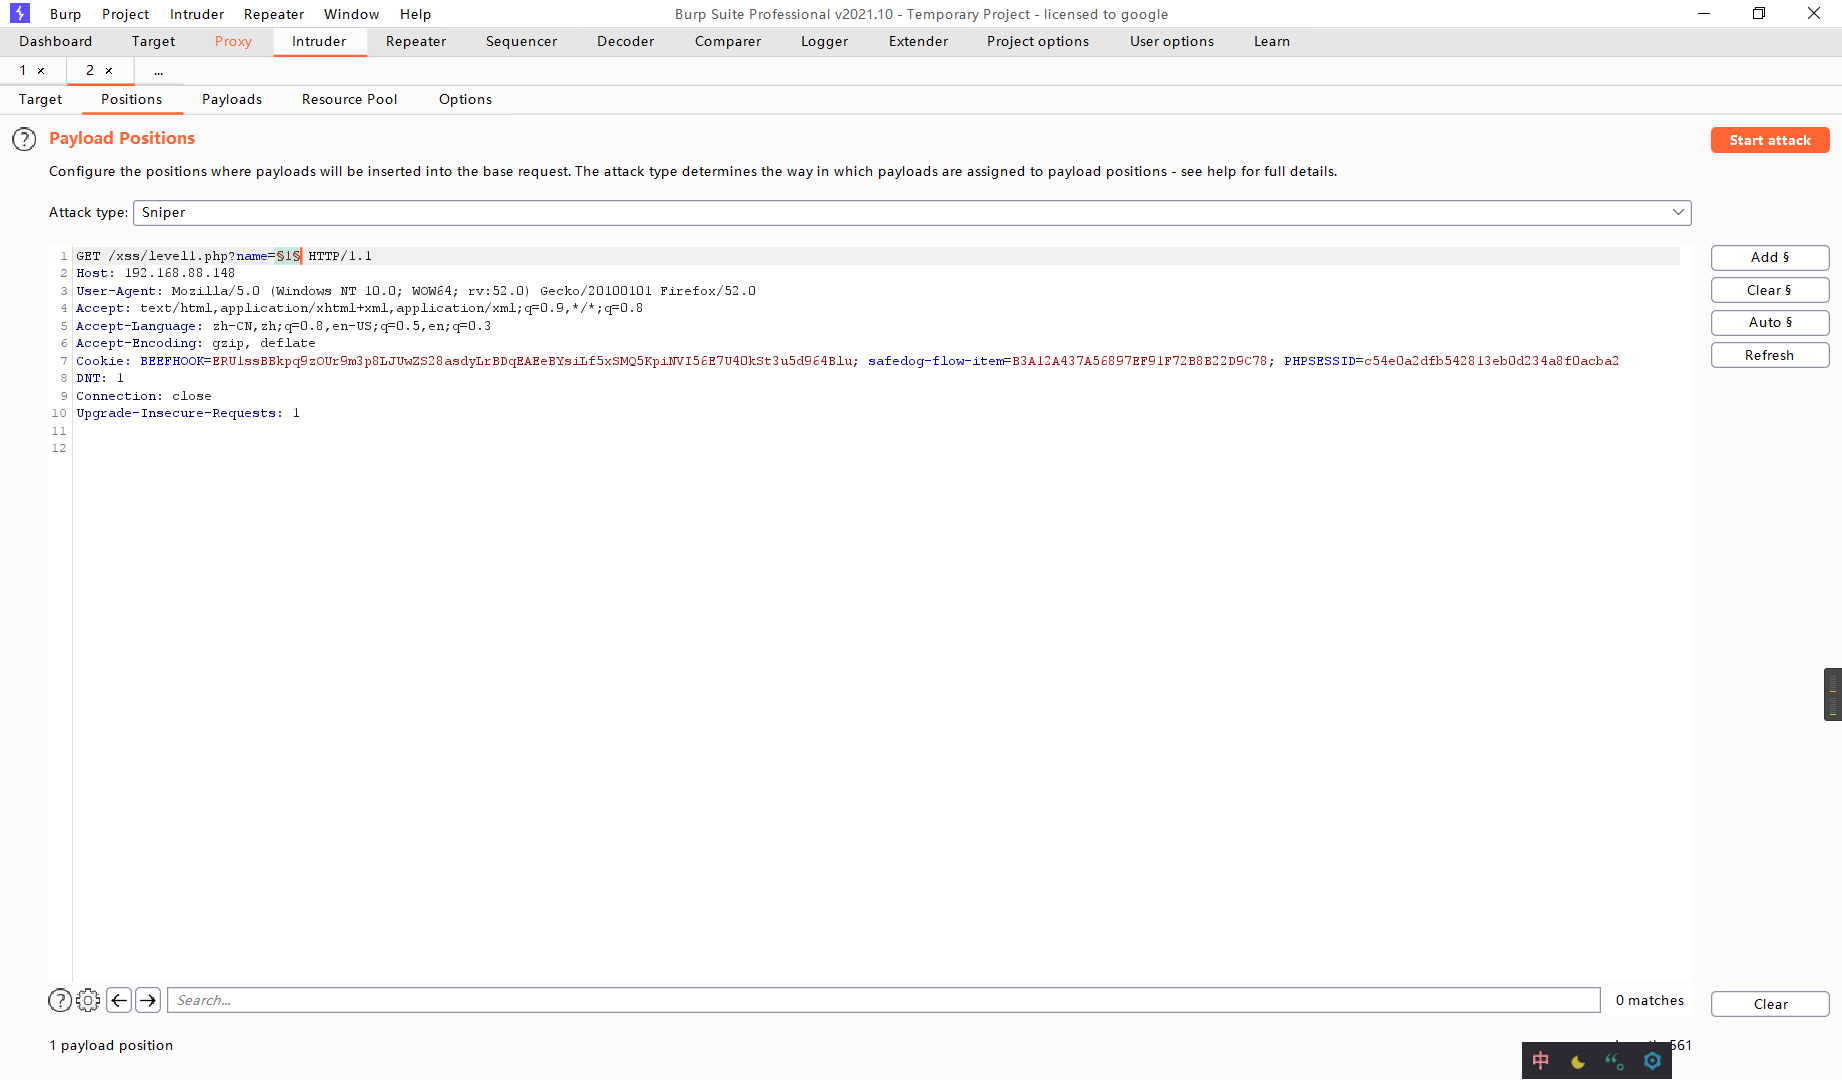 Burp Project Intruder Repeater Window Help Burp Suite Professional v2021.10 - Temporary Project - licensed to google
Dashboard Target Proxy Intruder Repeater Sequencer Decoder Comparer Logger Extender Project options User options Learn
1 × 2 × ...
Target Positions Payloads Resource Pool Options
? Payload Positions Start attack
Configure the positions where payloads will be inserted into the base request. The attack type determines the way in which payloads are assigned to payload positions - see help for full details.
Attack type: Sniper
1 GET /xss/level1.php?name=§1§ HTTP/1.1
2 Host: 192.168.88.148
3 User-Agent: Mozilla/5.0 (Windows NT 10.0; WOW64; rv:52.0) Gecko/20100101 Firefox/52.0
4 Accept: text/html,application/xhtml+xml,application/xml;q=0.9,*/*;q=0.8
5 Accept-Language: zh-CN,zh;q=0.8,en-US;q=0.5,en;q=0.3
6 Accept-Encoding: gzip, deflate
7 Cookie: BEEFHOOK=ERU1ssBBkpq9zOUr9m3p8LJUwZS28asdyLrBDqEAEeBYsiLf5xSMQ5KpiNVI56E7U4OkSt3u5d964Blu; safedog-flow-item=B3A12A437A56897EF91F72B8B22D9C78; PHPSESSID=c54e0a2dfb542813eb0d234a8f0acba2
8 DNT: 1
9 Connection: close
10 Upgrade-Insecure-Requests: 1
11
12
Add §
Clear §
Auto §
Refresh
? Search... 0 matches Clear
1 payload position 561
中